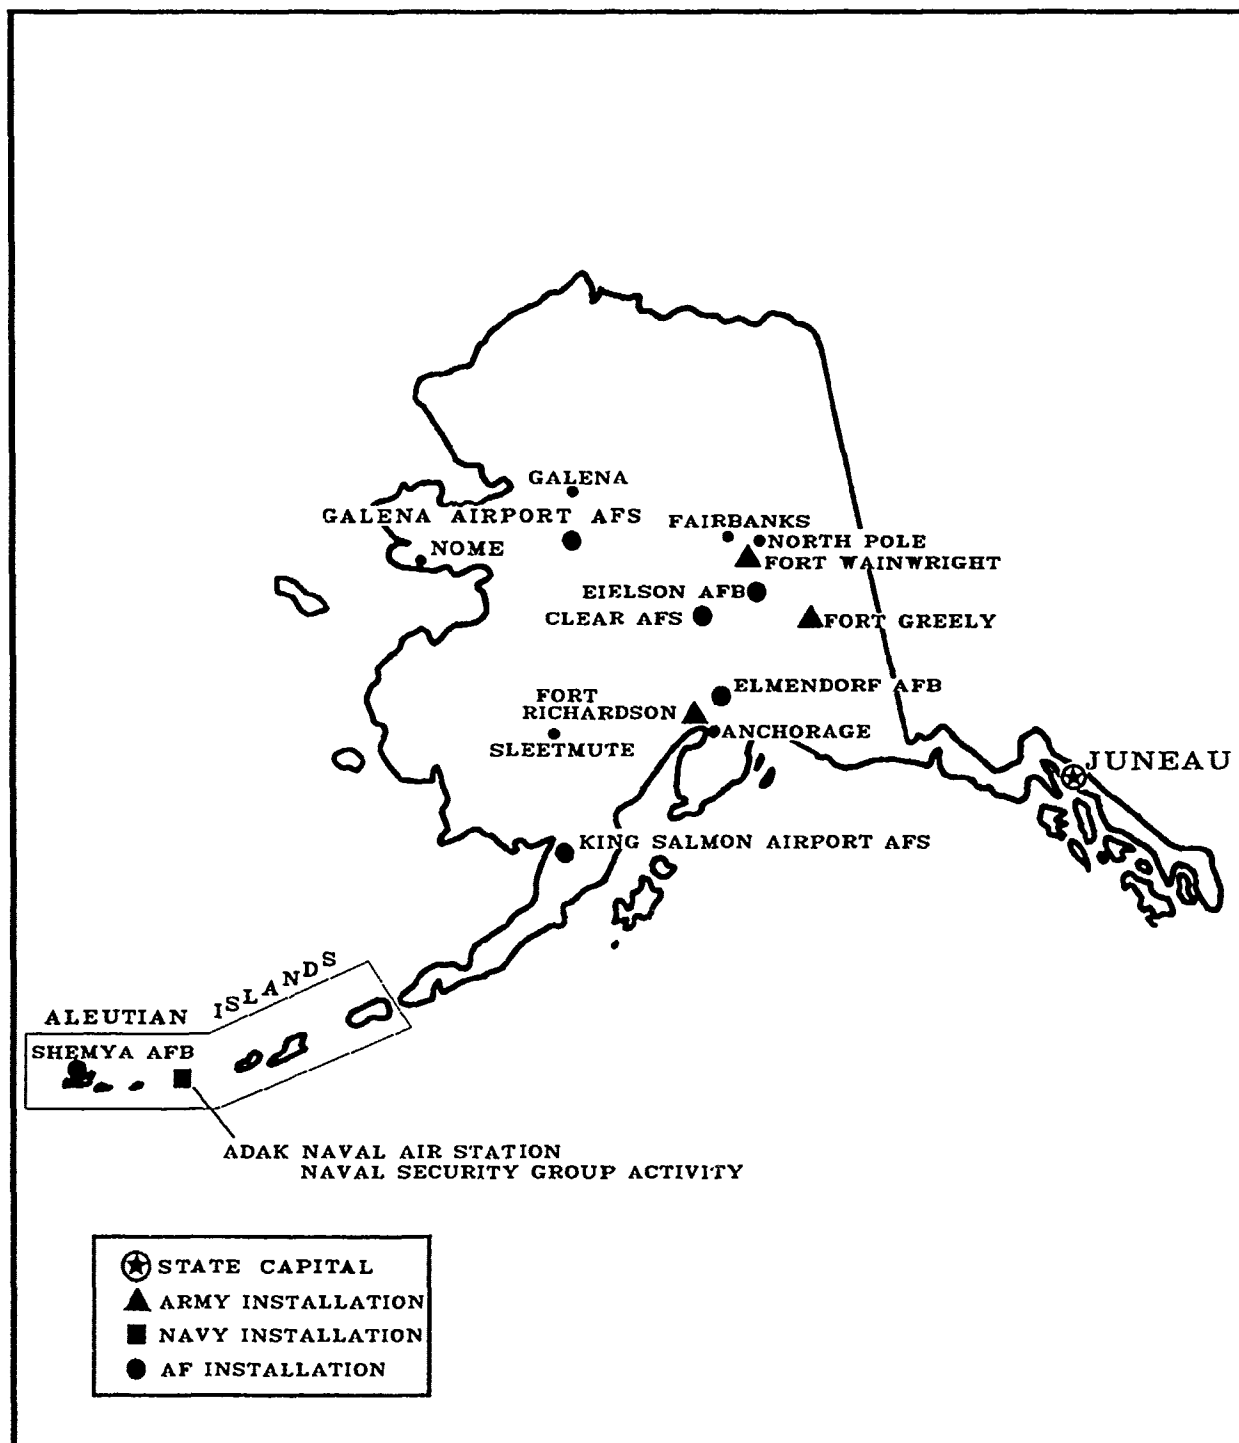 GALENA
GALENA AIRPORT AFS
FAIRBANKS
NORTH POLE
NOME
FORT WAINWRIGHT
EIELSON AFB
CLEAR AFS
FORT GREELY
ELMENDORF AFB
FORT
RICHARDSON
ANCHORAGE
SLEETMUTE
JUNEAU
KING SALMON AIRPORT AFS
ALEUTIAN ISLANDS
SHEMYA AFB
ADAK NAVAL AIR STATION
NAVAL SECURITY GROUP ACTIVITY
STATE CAPITAL
ARMY INSTALLATION
NAVY INSTALLATION
AF INSTALLATION